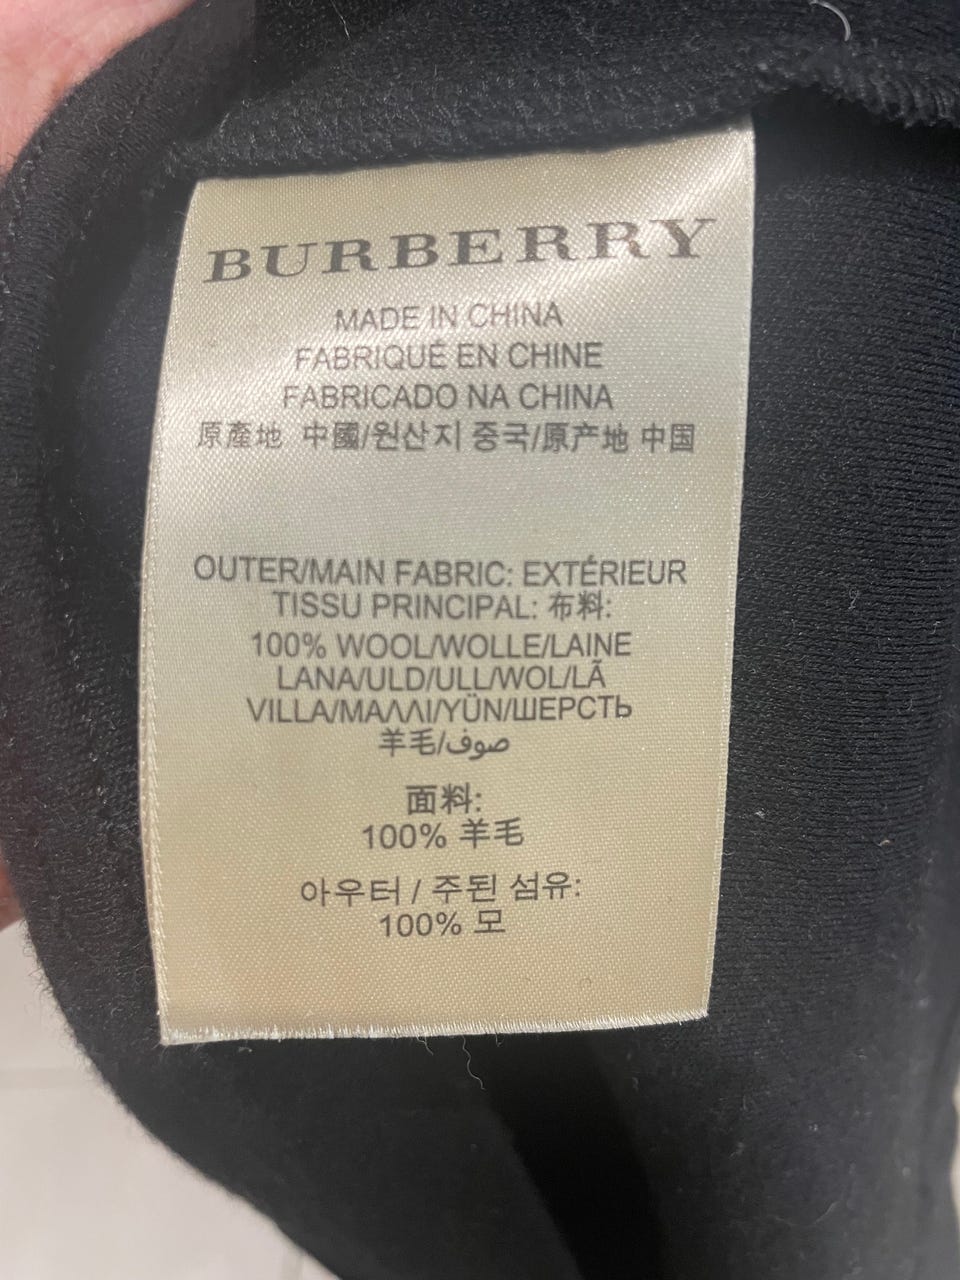 BURBERRY
MADE IN CHINA
FABRIQUÉ EN CHINE
FABRICADO NA CHINA
原產地 中國/원산지 중국/原产地 中国
OUTER/MAIN FABRIC: EXTÉRIEUR
TISSU PRINCIPAL: 布料:
100% WOOL/WOLLE/LAINE
LANA/ULD/ULL/WOL/LÃ
VILLA/ΜΑΛΛΙ/YÜN/ШЕРСТЬ
羊毛/صوف
面料:
100% 羊毛
아우터 / 주된 섬유:
100% 모